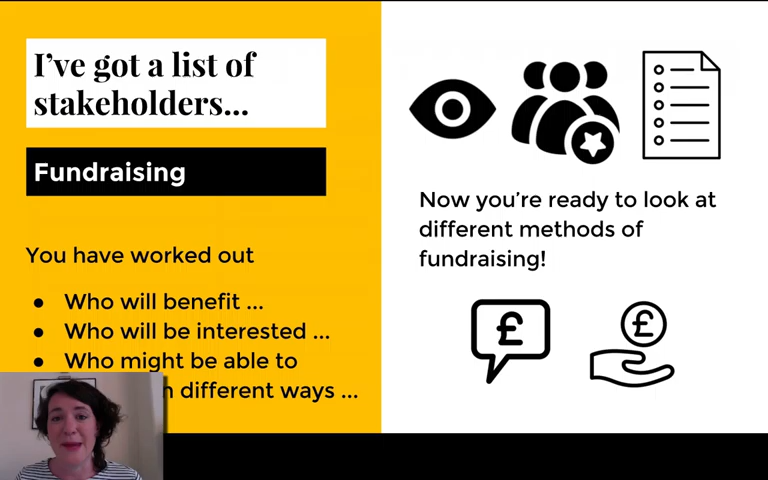 I’ve got a list of
stakeholders...
Fundraising
You have worked out
● Who will benefit ...
● Who will be interested ...
● Who might be able to
in different ways ...
Now you’re ready to look at
different methods of
fundraising!
£
£